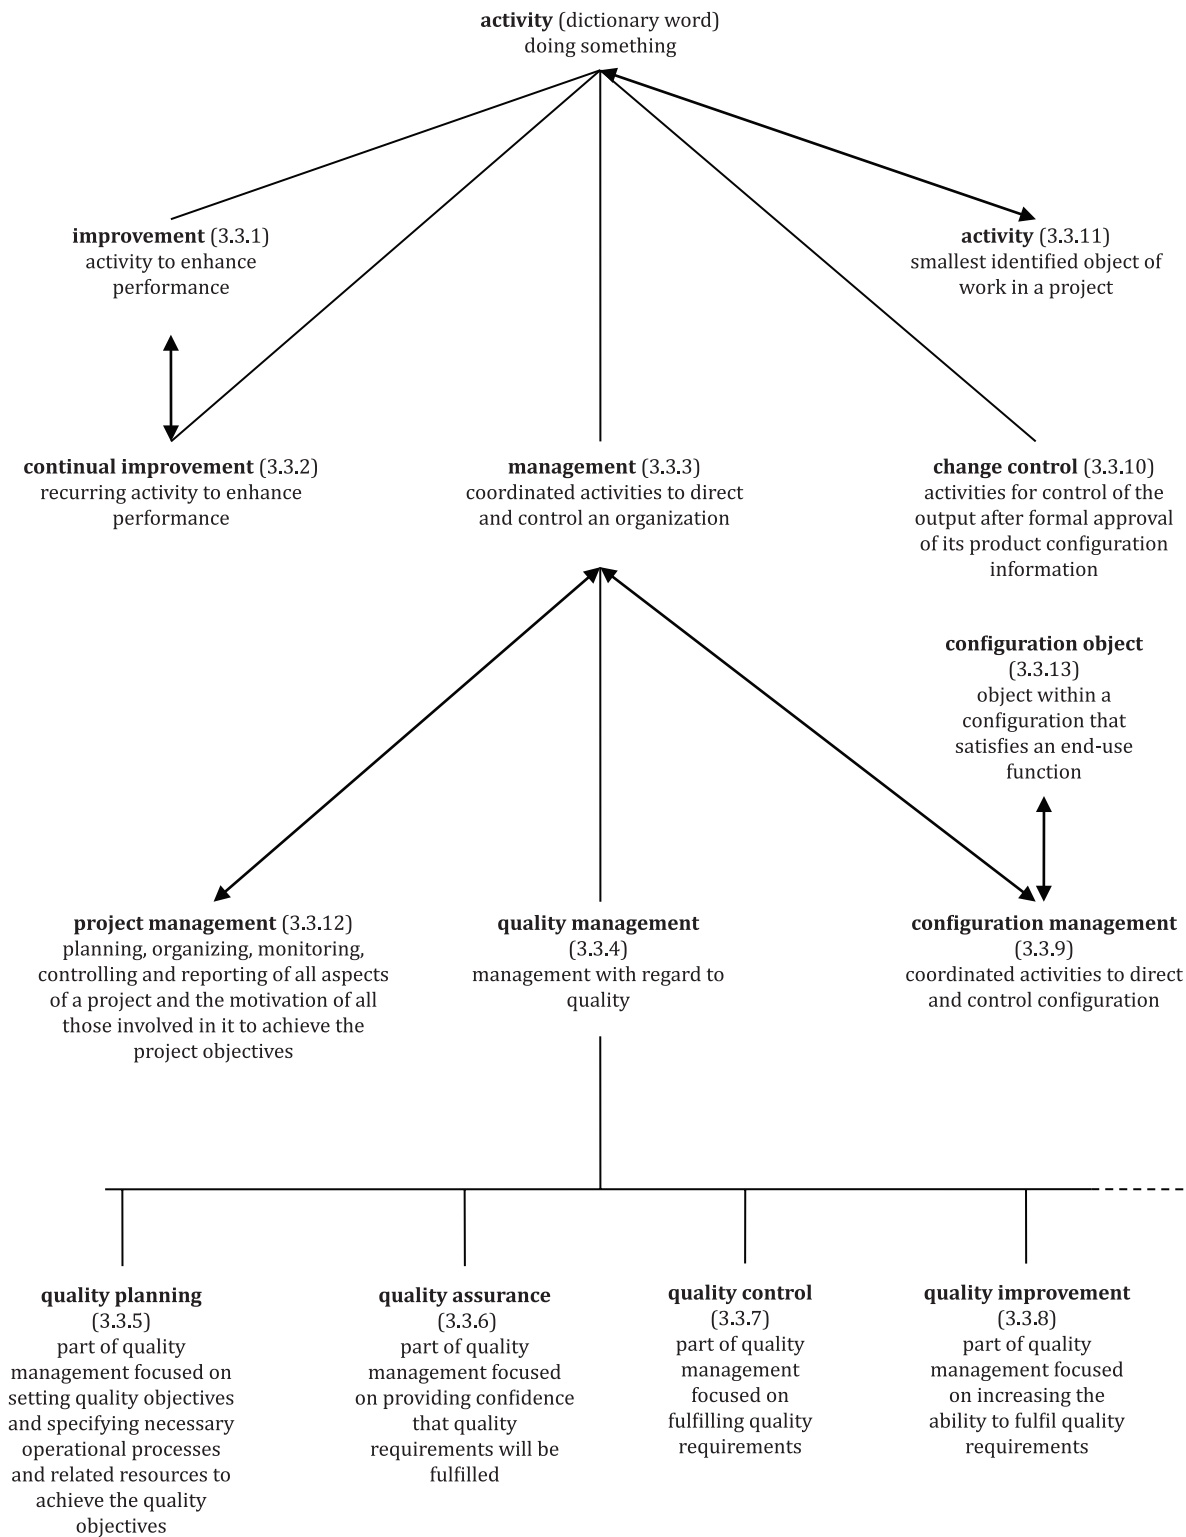 activity (dictionary word)
doing something
improvement (3.3.1)
activity to enhance
performance
activity (3.3.11)
smallest identified object of
work in a project
continual improvement (3.3.2)
recurring activity to enhance
performance
management (3.3.3)
coordinated activities to direct
and control an organization
change control (3.3.10)
activities for control of the
output after formal approval
of its product configuration
information
configuration object
(3.3.13)
object within a
configuration that
satisfies an end-use
function
project management (3.3.12)
planning, organizing, monitoring,
controlling and reporting of all aspects
of a project and the motivation of all
those involved in it to achieve the
project objectives
quality management
(3.3.4)
management with regard to
quality
configuration management
(3.3.9)
coordinated activities to direct
and control configuration
quality planning
(3.3.5)
part of quality
management focused on
setting quality objectives
and specifying necessary
operational processes
and related resources to
achieve the quality
objectives
quality assurance
(3.3.6)
part of quality
management focused
on providing confidence
that quality
requirements will be
fulfilled
quality control
(3.3.7)
part of quality
management
focused on
fulfilling quality
requirements
quality improvement
(3.3.8)
part of quality
management focused
on increasing the
ability to fulfil quality
requirements